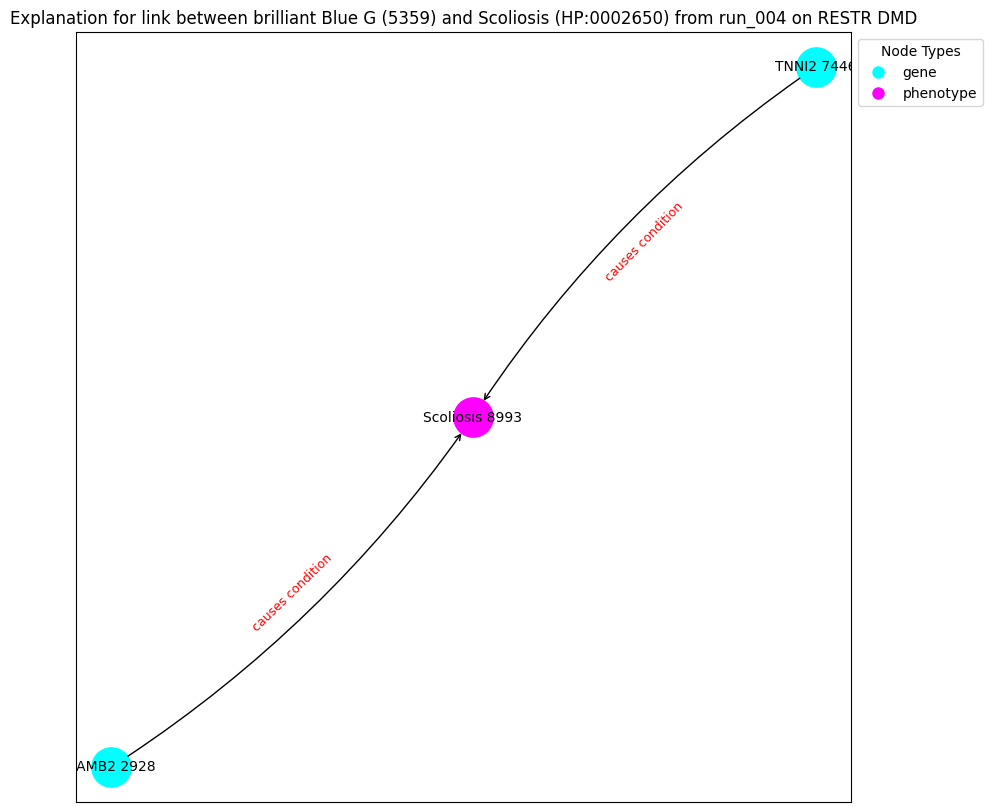 Explanation for link between brilliant Blue G (5359) and Scoliosis (HP:0002650) from run_004 on RESTR DMD
Node Types
gene
phenotype
TNNI2 7446
causes condition
Scoliosis 8993
causes condition
AMB2 2928